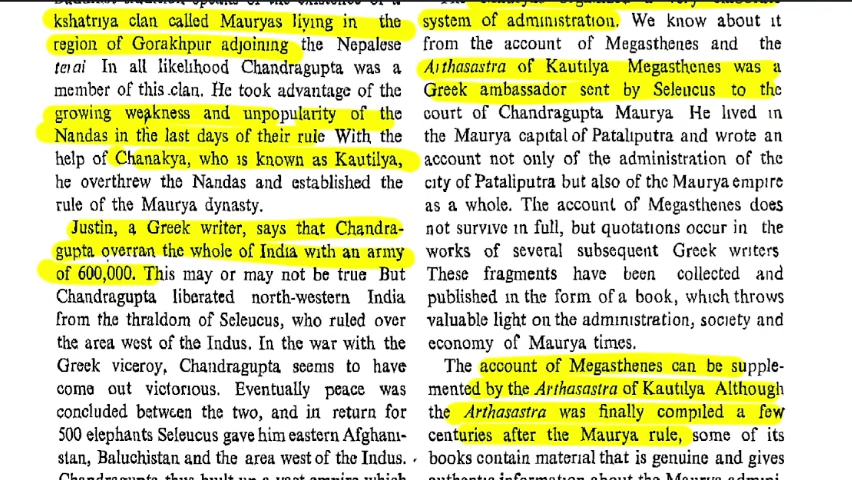 kshatriya clan called Mauryas living in the
region of Gorakhpur adjoining the Nepalese
terai In all likelihood Chandragupta was a
member of this clan. He took advantage of the
growing weakness and unpopularity of the
Nandas in the last days of their rule With the
help of Chanakya, who is known as Kautilya,
he overthrew the Nandas and established the
rule of the Maurya dynasty.
Justin, a Greek writer, says that Chandra-
gupta overran the whole of India with an army
of 600,000. This may or may not be true But
Chandragupta liberated north-western India
from the thraldom of Seleucus, who ruled over
the area west of the Indus. In the war with the
Greek viceroy, Chandragupta seems to have
come out victorious. Eventually peace was
concluded between the two, and in return for
500 elephants Seleucus gave him eastern Afghani-
stan, Baluchistan and the area west of the Indus.
Chandragupta thus built up a vast empire which
system of administration. We know about it
from the account of Megasthenes and the
Arthasastra of Kautilya Megasthenes was a
Greek ambassador sent by Seleucus to the
court of Chandragupta Maurya He lived in
the Maurya capital of Pataliputra and wrote an
account not only of the administration of the
city of Pataliputra but also of the Maurya empire
as a whole. The account of Megasthenes does
not survive in full, but quotations occur in the
works of several subsequent Greek writers
These fragments have been collected and
published in the form of a book, which throws
valuable light on the administration, society and
economy of Maurya times.
The account of Megasthenes can be supple-
mented by the Arthasastra of Kautilya Although
the Arthasastra was finally compiled a few
centuries after the Maurya rule, some of its
books contain material that is genuine and gives
authentic information about the Maurya admini-